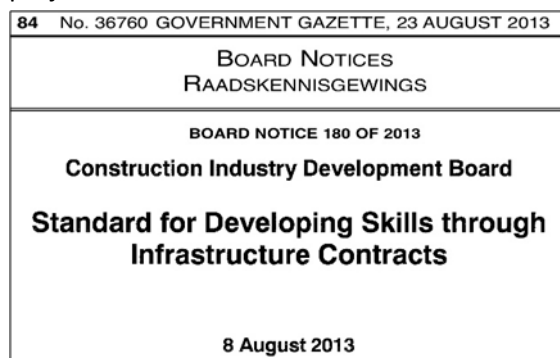 84 No. 36760 GOVERNMENT GAZETTE, 23 AUGUST 2013
BOARD NOTICES
RAADSKENNISGEWINGS
BOARD NOTICE 180 OF 2013
Construction Industry Development Board
Standard for Developing Skills through
Infrastructure Contracts
8 August 2013